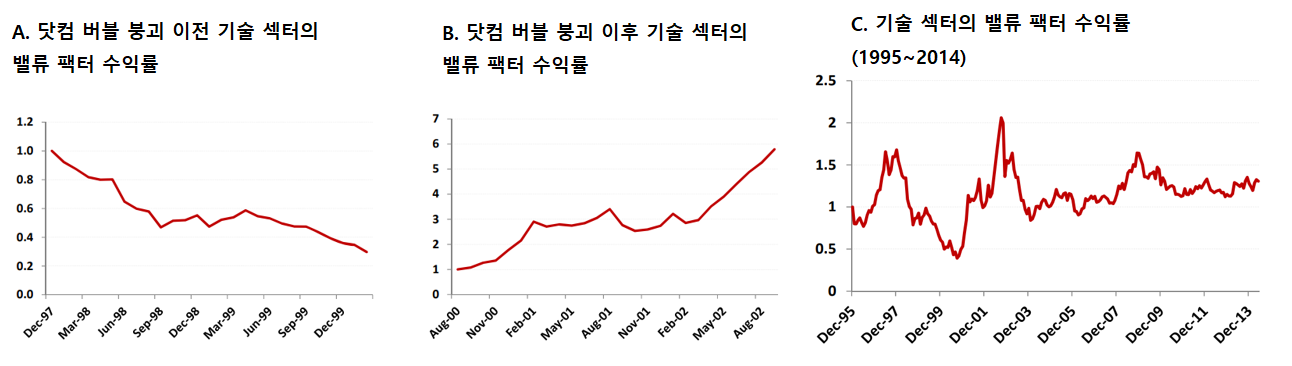 A. 닷컴 버블 붕괴 이전 기술 섹터의
밸류 팩터 수익률
1.2
1.0
0.8
0.6
0.4
0.2
0.0
Dec-97
Mar-98
Jun-98
Sep-98
Dec-98
Mar-99
Jun-99
Sep-99
Dec-99
B. 닷컴 버블 붕괴 이후 기술 섹터의
밸류 팩터 수익률
7
6
5
4
3
2
1
0
Aug-00
Nov-00
Feb-01
May-01
Aug-01
Nov-01
Feb-02
May-02
Aug-02
C. 기술 섹터의 밸류 팩터 수익률
(1995~2014)
2.5
2
1.5
1
0.5
0
Dec-95
Dec-97
Dec-99
Dec-01
Dec-03
Dec-05
Dec-07
Dec-09
Dec-11
Dec-13